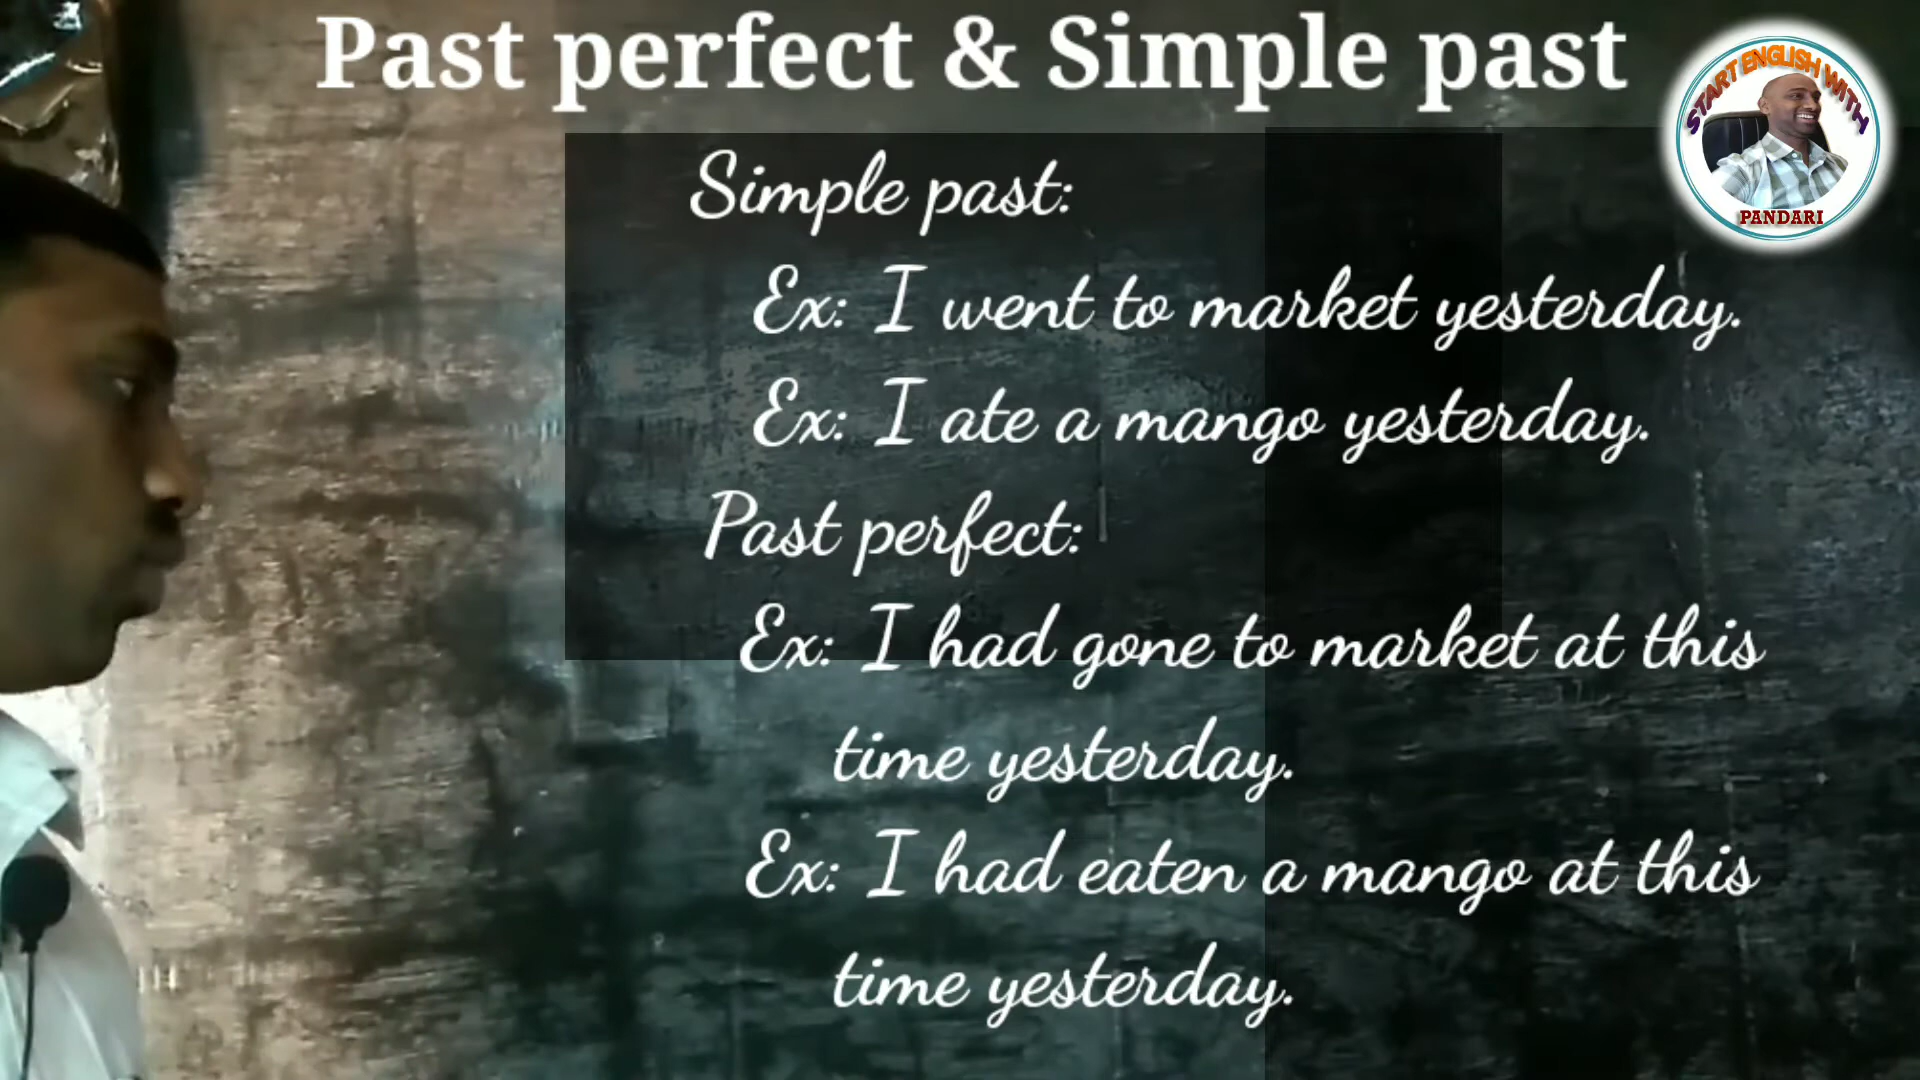 Past perfect & Simple past
START ENGLISH WITH
PANDARI
Simple past:
Ex: I went to market yesterday.
Ex: I ate a mango yesterday.
Past perfect:
Ex: I had gone to market at this
time yesterday.
Ex: I had eaten a mango at this
time yesterday.